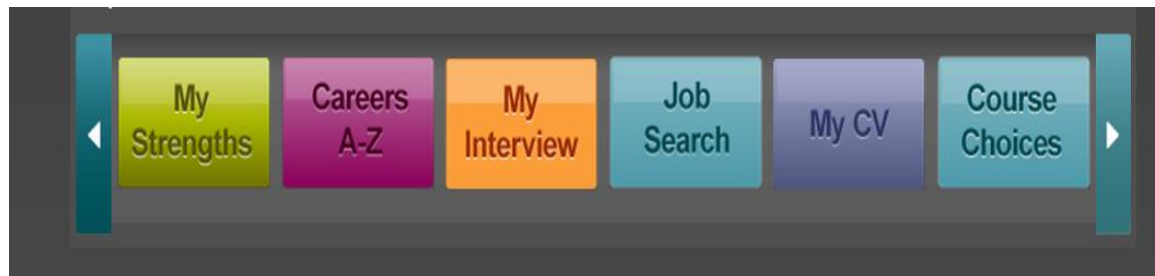 My
Strengths
Careers
A-Z
My
Interview
Job
Search
My CV
Course
Choices